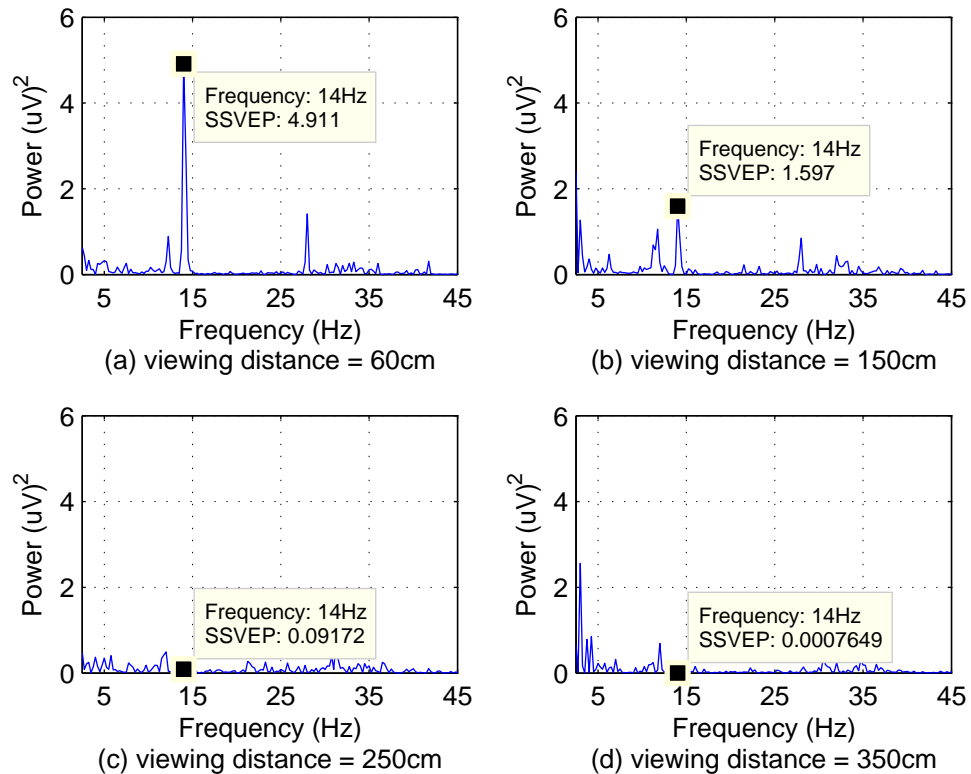 6
4
2
0
Power (uV)²
Frequency: 14Hz
SSVEP: 4.911
5 15 25 35 45
Frequency (Hz)
(a) viewing distance = 60cm
6
4
2
0
Power (uV)²
Frequency: 14Hz
SSVEP: 1.597
5 15 25 35 45
Frequency (Hz)
(b) viewing distance = 150cm
6
4
2
0
Power (uV)²
Frequency: 14Hz
SSVEP: 0.09172
5 15 25 35 45
Frequency (Hz)
(c) viewing distance = 250cm
6
4
2
0
Power (uV)²
Frequency: 14Hz
SSVEP: 0.0007649
5 15 25 35 45
Frequency (Hz)
(d) viewing distance = 350cm